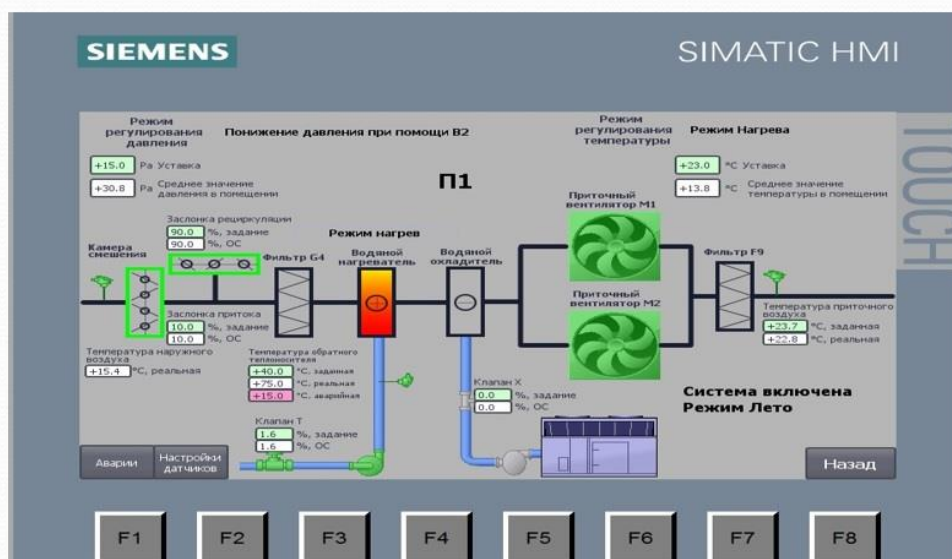 SIEMENS
SIMATIC HMI
TOUCH
Режим
регулирования
давления
Понижение давления при помощи В2
+15.0 Pa Уставка
+30.8 Pa Среднее значение
давления в помещении
Режим
регулирования
температуры
Режим Нагрева
+23.0 °C Уставка
+13.8 °C Среднее значение
температуры в помещении
П1
Заслонка рециркуляции
90.0 %, задание
90.0 %, ОС
Режим нагрев
Приточный
вентилятор М1
Камера
смешения
Фильтр G4
Водяной
нагреватель
Водяной
охладитель
Фильтр F9
Приточный
вентилятор М2
Заслонка притока
10.0 %, задание
10.0 %, ОС
Температура приточного
воздуха
+23.7 °C, заданная
+22.8 °C, реальная
Температура наружного
воздуха
+15.4 °C, реальная
Температура обратного
теплоносителя
+40.0 °C, заданная
+75.0 °C, реальная
+15.0 °C, аварийная
Клапан Х
0.0 %, задание
0.0 %, ОС
Система включена
Режим Лето
Клапан Т
1.6 %, задание
1.6 %, ОС
Аварии
Настройки
датчиков
Назад
F1 F2 F3 F4 F5 F6 F7 F8